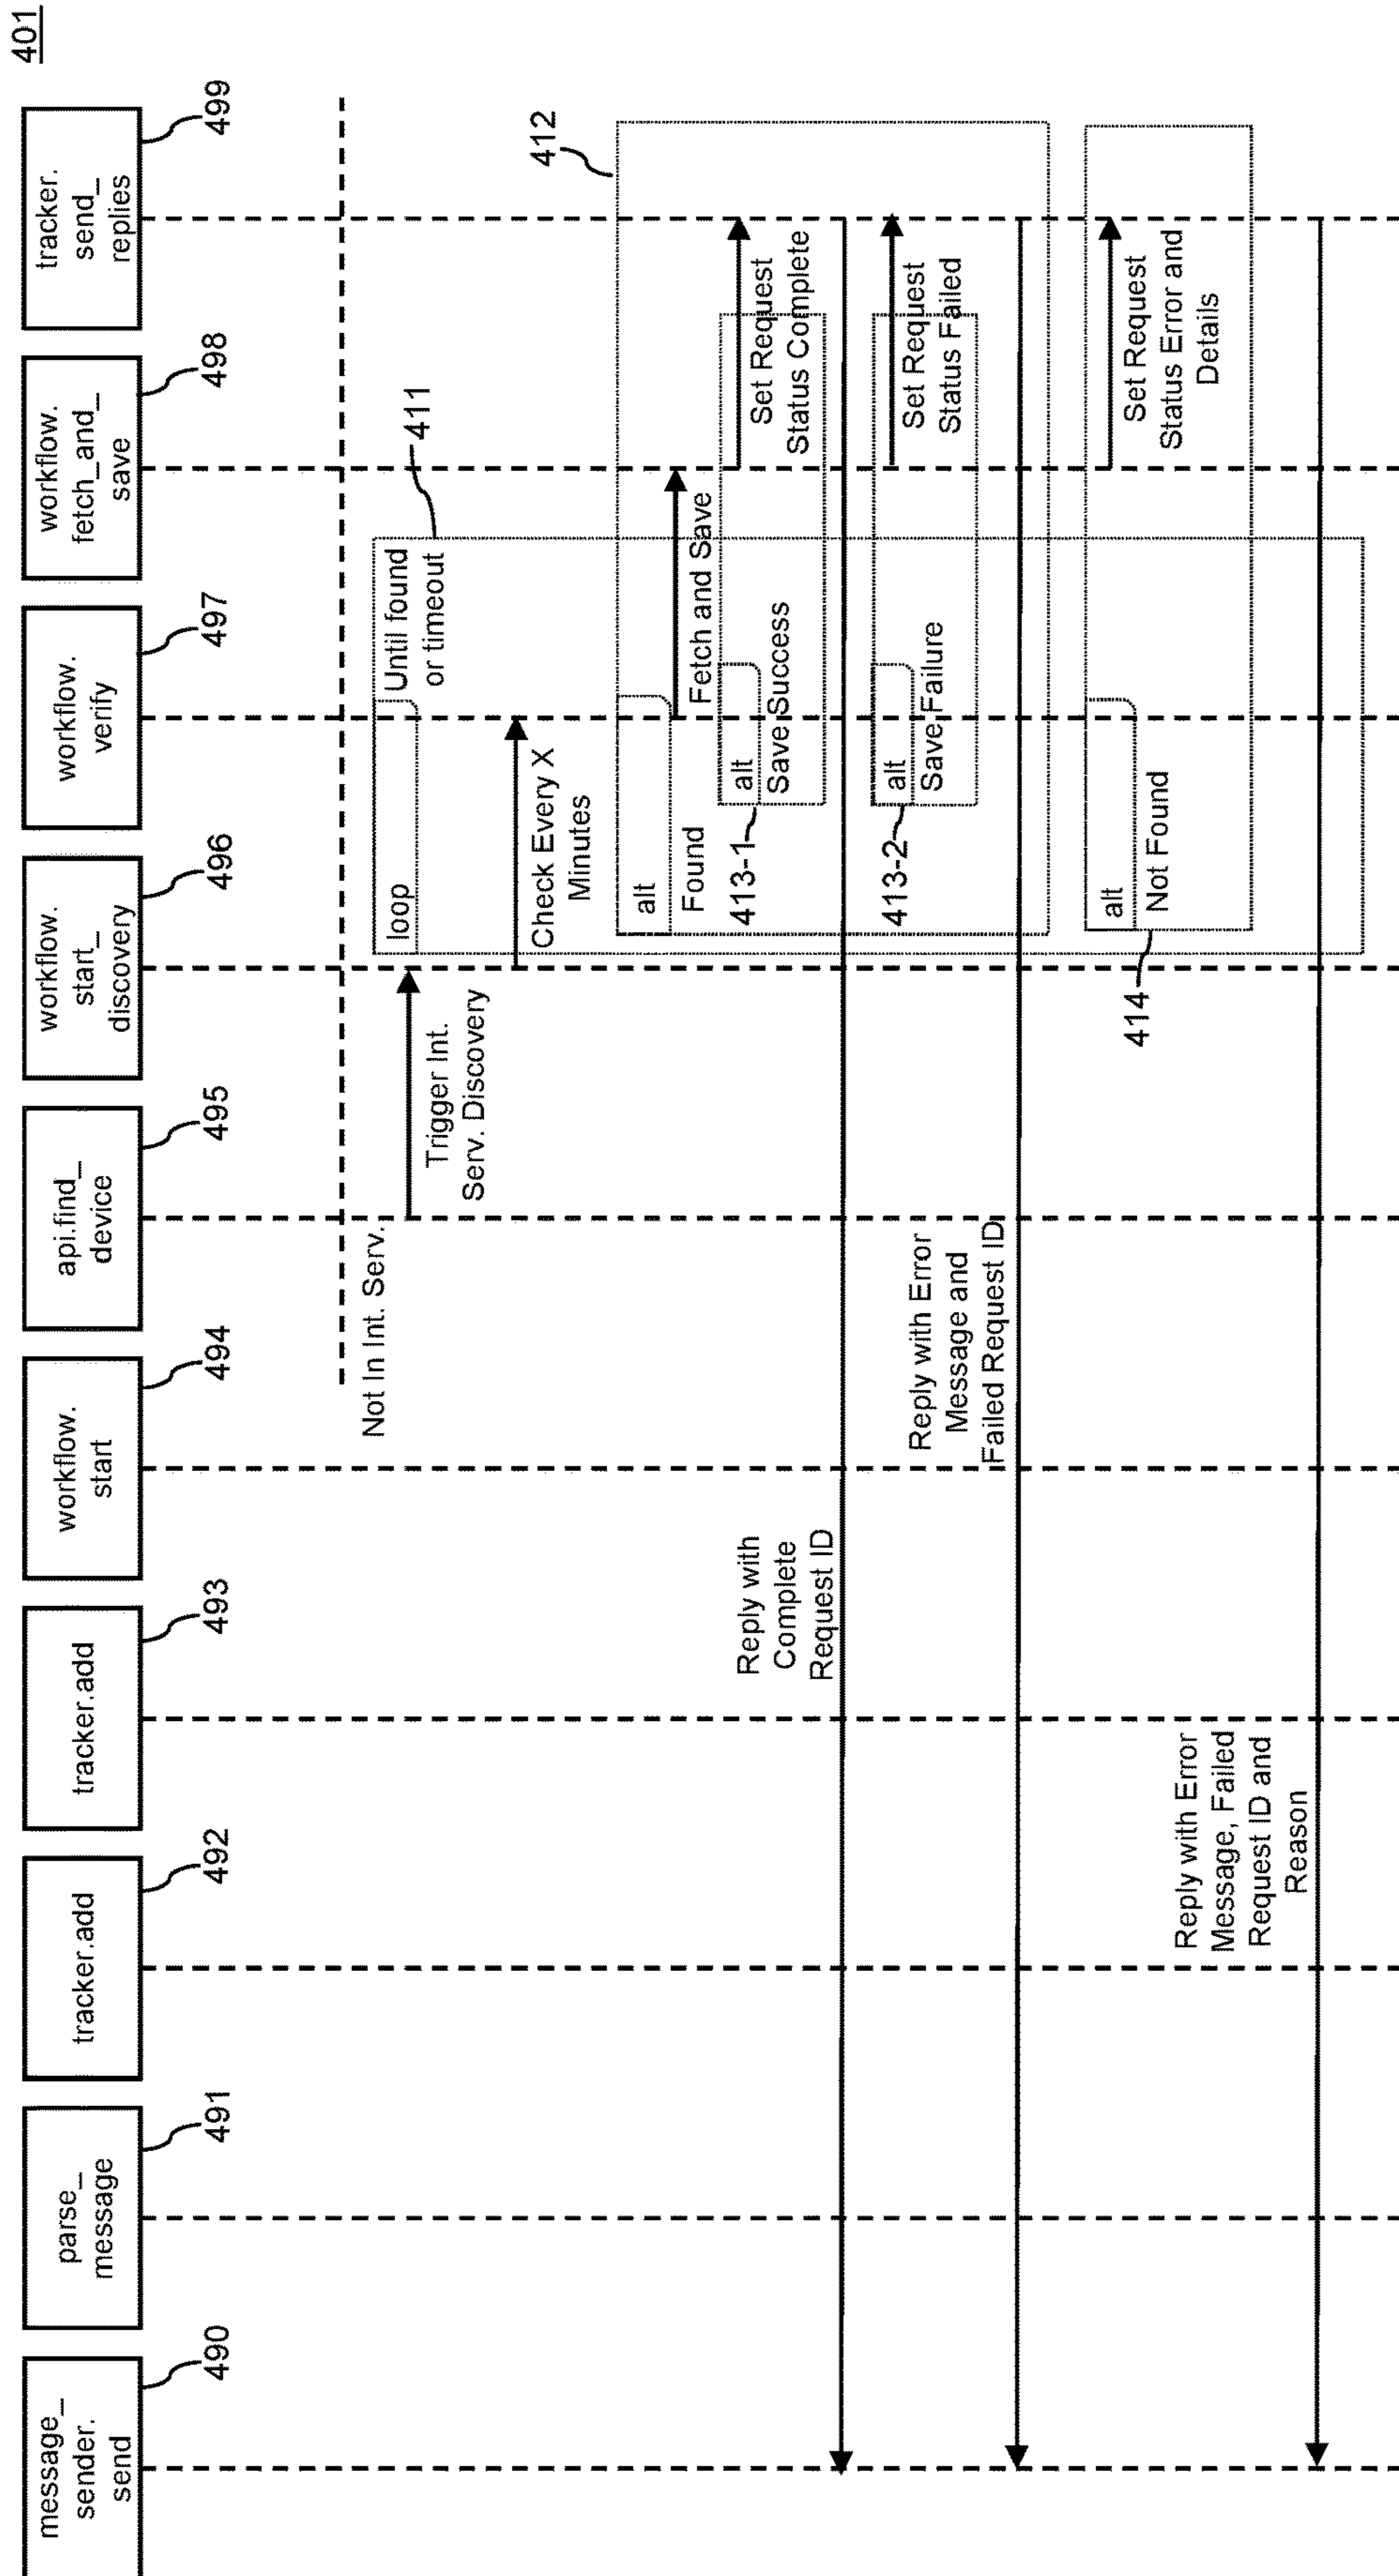 401
message_
sender.
send
490
parse_
message
491
tracker.add
492
tracker.add
493
workflow.
start
494
api.find_
device
495
workflow.
start_
discovery
496
workflow.
verify
497
workflow.
fetch_and_
save
498
tracker.
send_
replies
499
Not In Int. Serv.
loop
Until found
or timeout
411
Trigger Int.
Serv. Discovery
Check Every X
Minutes
412
alt
Found
Fetch and Save
413-1
alt
Save Success
Set Request
Status Complete
Reply with
Complete
Request ID
413-2
alt
Save Failure
Set Request
Status Failed
Reply with Error
Message and
Failed Request ID
414
alt
Not Found
Set Request
Status Error and
Details
Reply with Error
Message, Failed
Request ID and
Reason